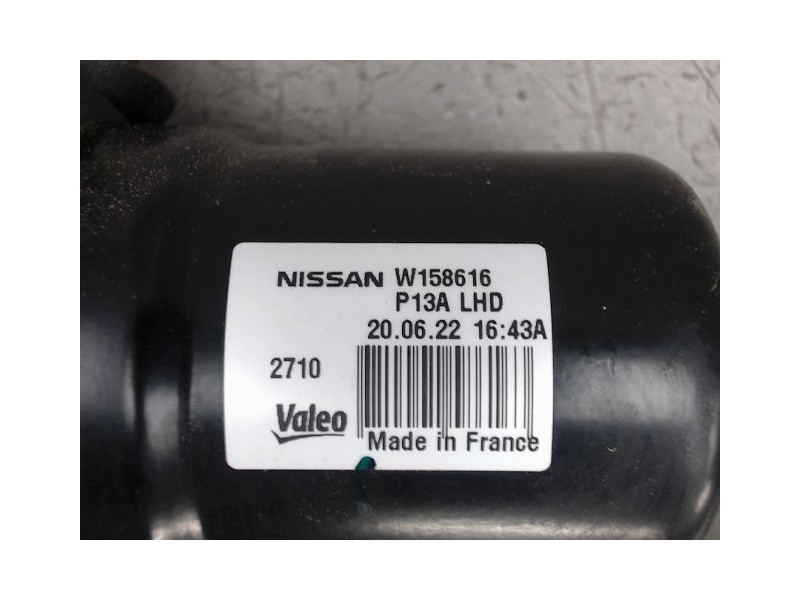 NISSAN W158616
P13A LHD
20.06.22 16:43A
2710
Valeo
Made in France